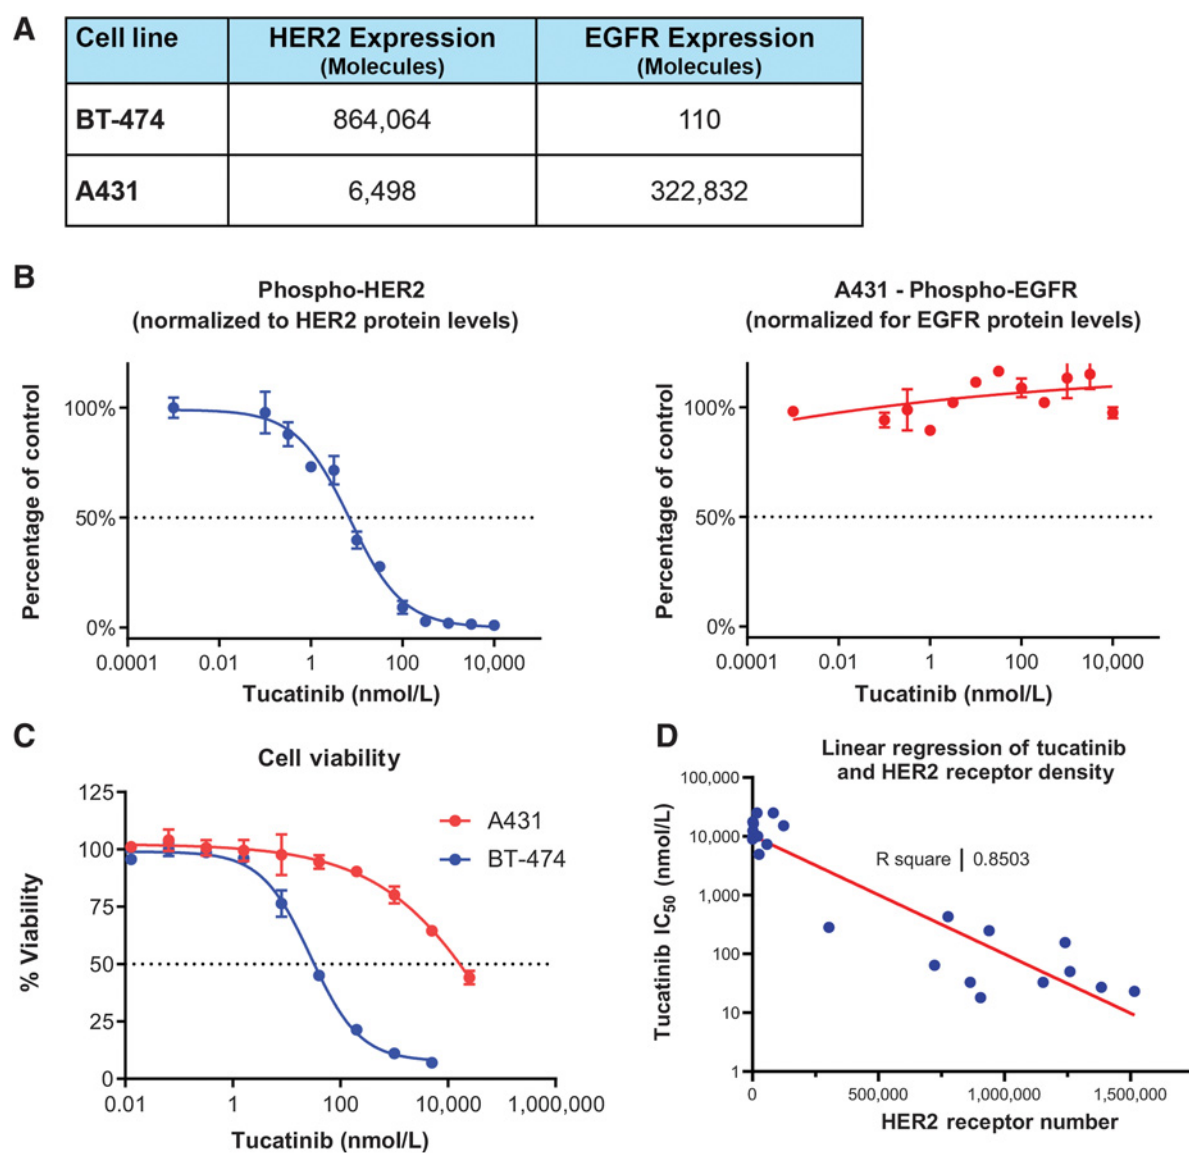 A
Cell line HER2 Expression EGFR Expression
(Molecules) (Molecules)
BT-474 864,064 110
A431 6,498 322,832
B
Phospho-HER2
(normalized to HER2 protein levels)
Percentage of control
100%
50%
0%
0.0001 0.01 1 100 10,000
Tucatinib (nmol/L)
A431 - Phospho-EGFR
(normalized for EGFR protein levels)
Percentage of control
100%
50%
0%
0.0001 0.01 1 100 10,000
Tucatinib (nmol/L)
C
Cell viability
% Viability
125
100
75
50
25
0
A431
BT-474
0.01 1 100 10,000 1,000,000
Tucatinib (nmol/L)
D
Linear regression of tucatinib
and HER2 receptor density
Tucatinib IC50 (nmol/L)
100,000
10,000
1,000
100
10
1
R square 0.8503
0 500,000 1,000,000 1,500,000
HER2 receptor number